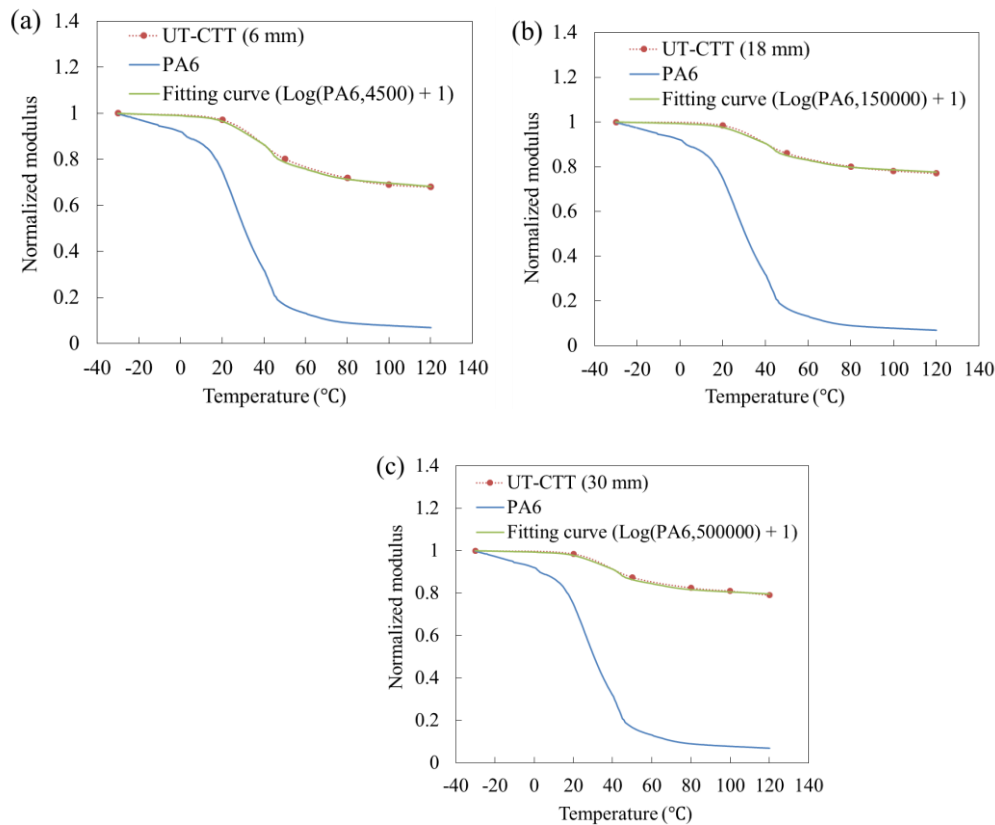 (a)
1.4
1.2
1
0.8
0.6
0.4
0.2
0
Normalized modulus
UT-CTT (6 mm)
PA6
Fitting curve (Log(PA6,4500) + 1)
-40 -20 0 20 40 60 80 100 120 140
Temperature (℃)
(b)
1.4
1.2
1
0.8
0.6
0.4
0.2
0
Normalized modulus
UT-CTT (18 mm)
PA6
Fitting curve (Log(PA6,150000) + 1)
-40 -20 0 20 40 60 80 100 120 140
Temperature (℃)
(c)
1.4
1.2
1
0.8
0.6
0.4
0.2
0
Normalized modulus
UT-CTT (30 mm)
PA6
Fitting curve (Log(PA6,500000) + 1)
-40 -20 0 20 40 60 80 100 120 140
Temperature (℃)